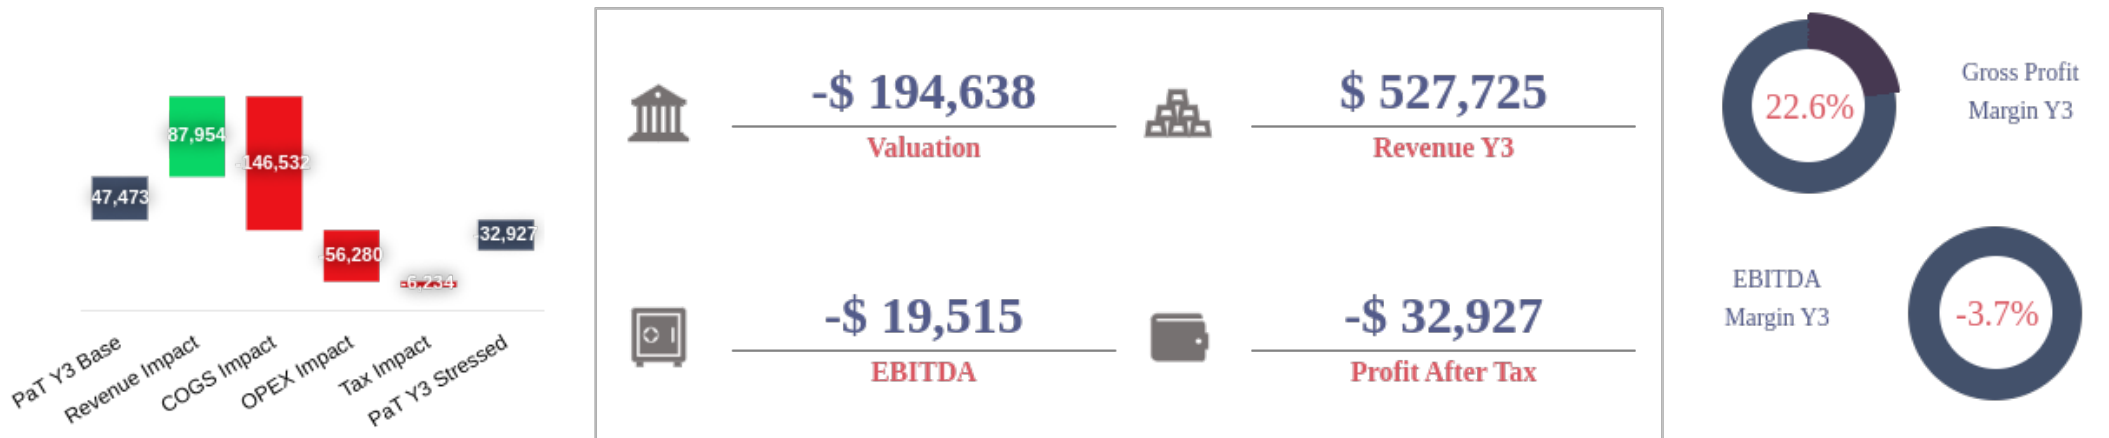 47,473
87,954
-146,532
-56,280
-6,234
-32,927
PaT Y3 Base
Revenue Impact
COGS Impact
OPEX Impact
Tax Impact
PaT Y3 Stressed
-$ 194,638
Valuation
$ 527,725
Revenue Y3
-$ 19,515
EBITDA
-$ 32,927
Profit After Tax
22.6%
Gross Profit
Margin Y3
EBITDA
Margin Y3
-3.7%